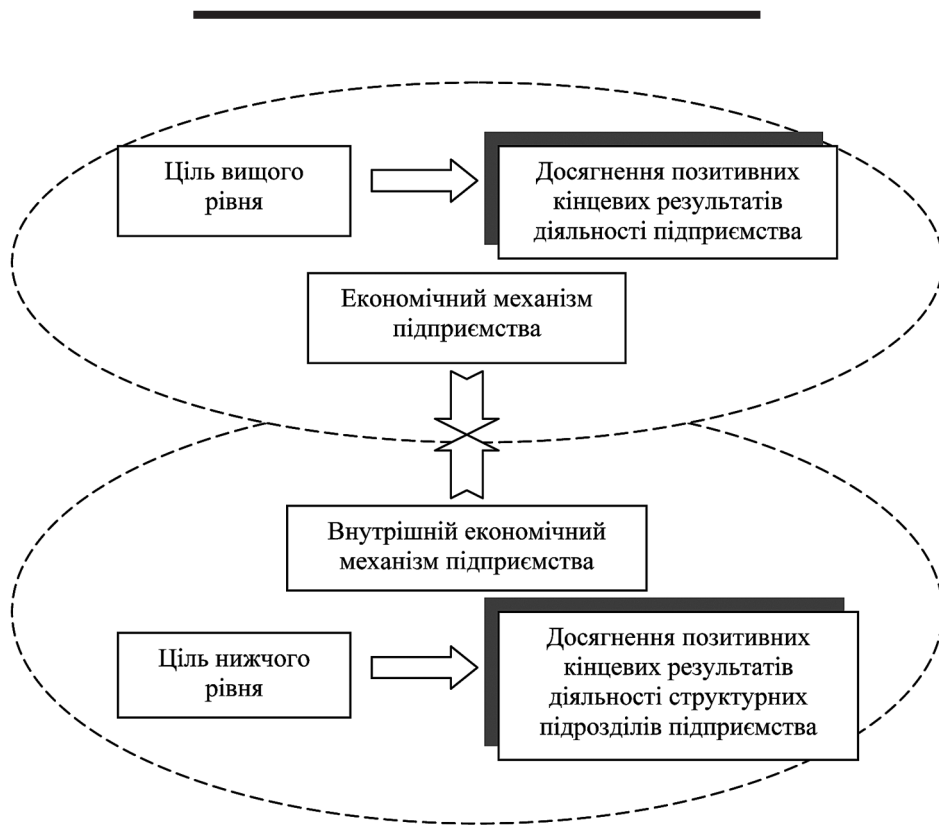 Ціль вищого
рівня
Досягнення позитивних
кінцевих результатів
діяльності підприємства
Економічний механізм
підприємства
Внутрішній економічний
механізм підприємства
Ціль нижчого
рівня
Досягнення позитивних
кінцевих результатів
діяльності структурних
підрозділів підприємства